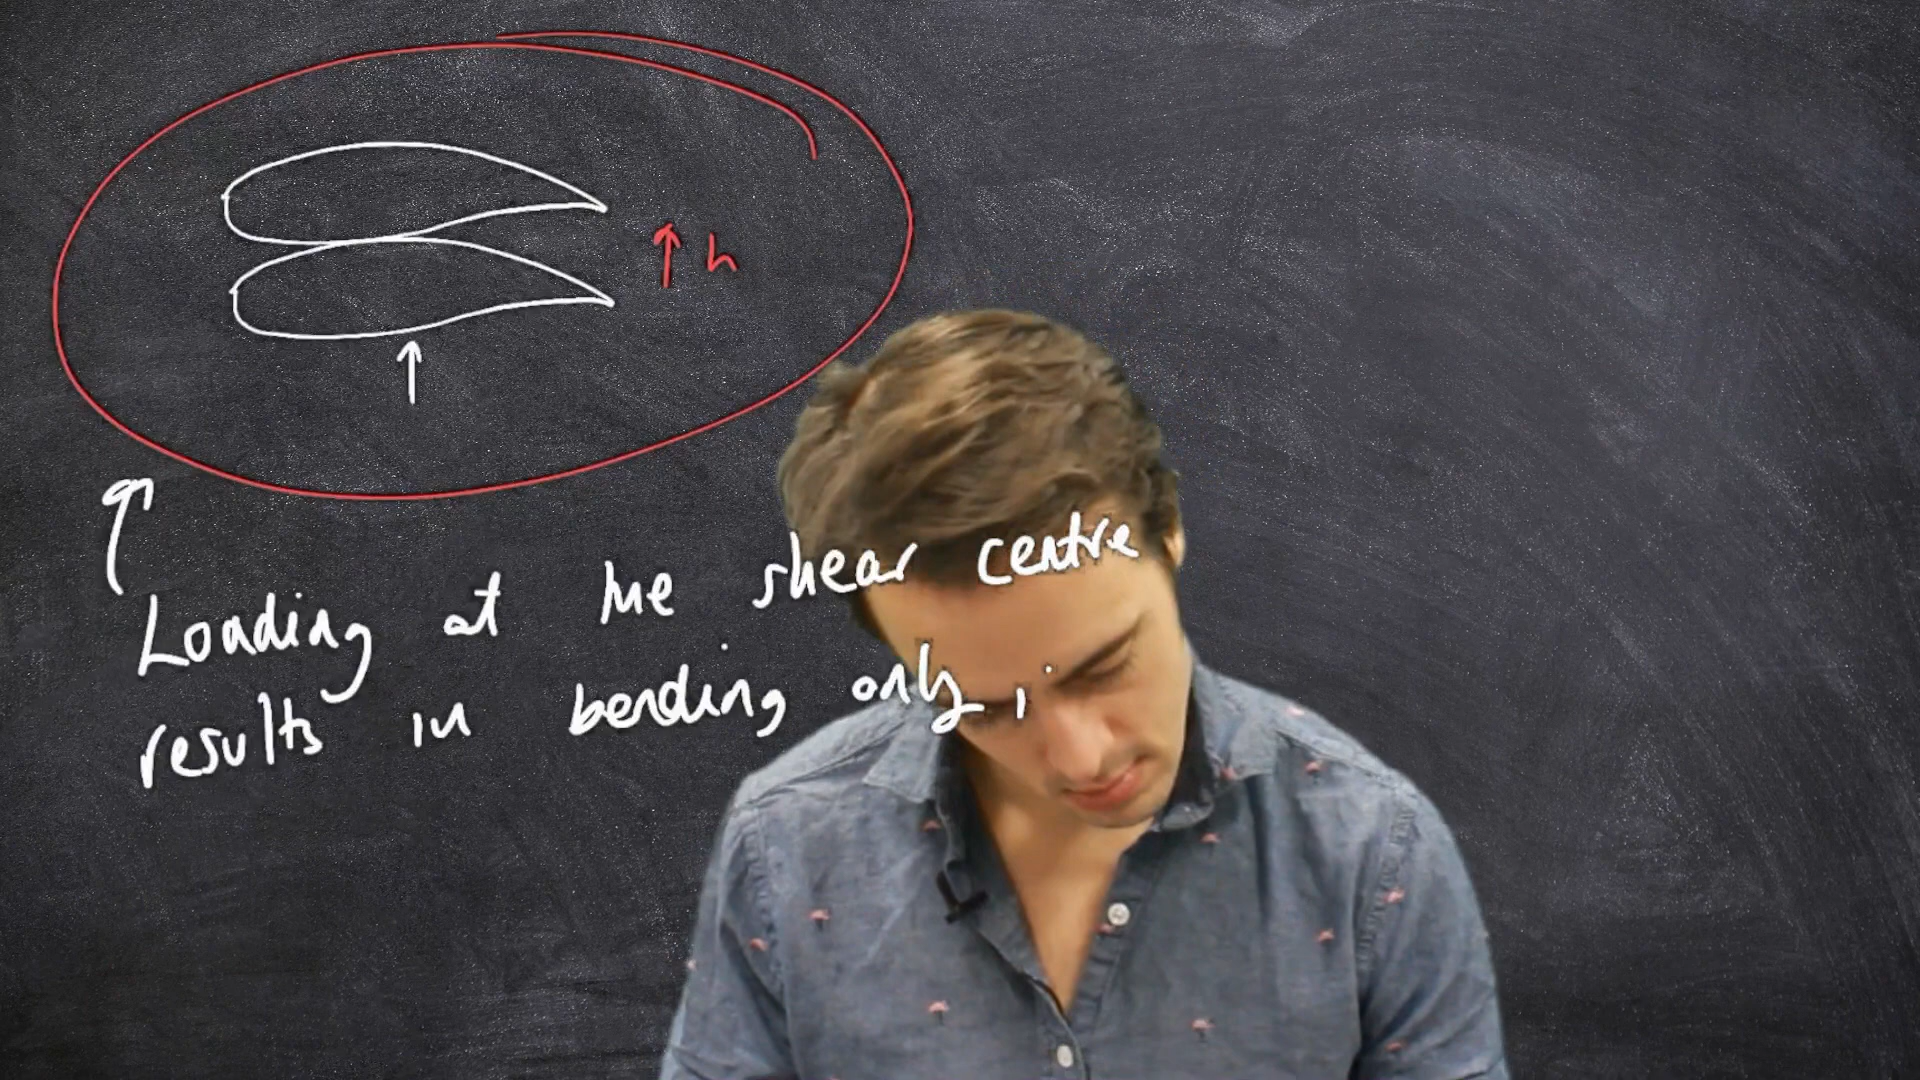 h
Loading at the shear centre
results in bending only,